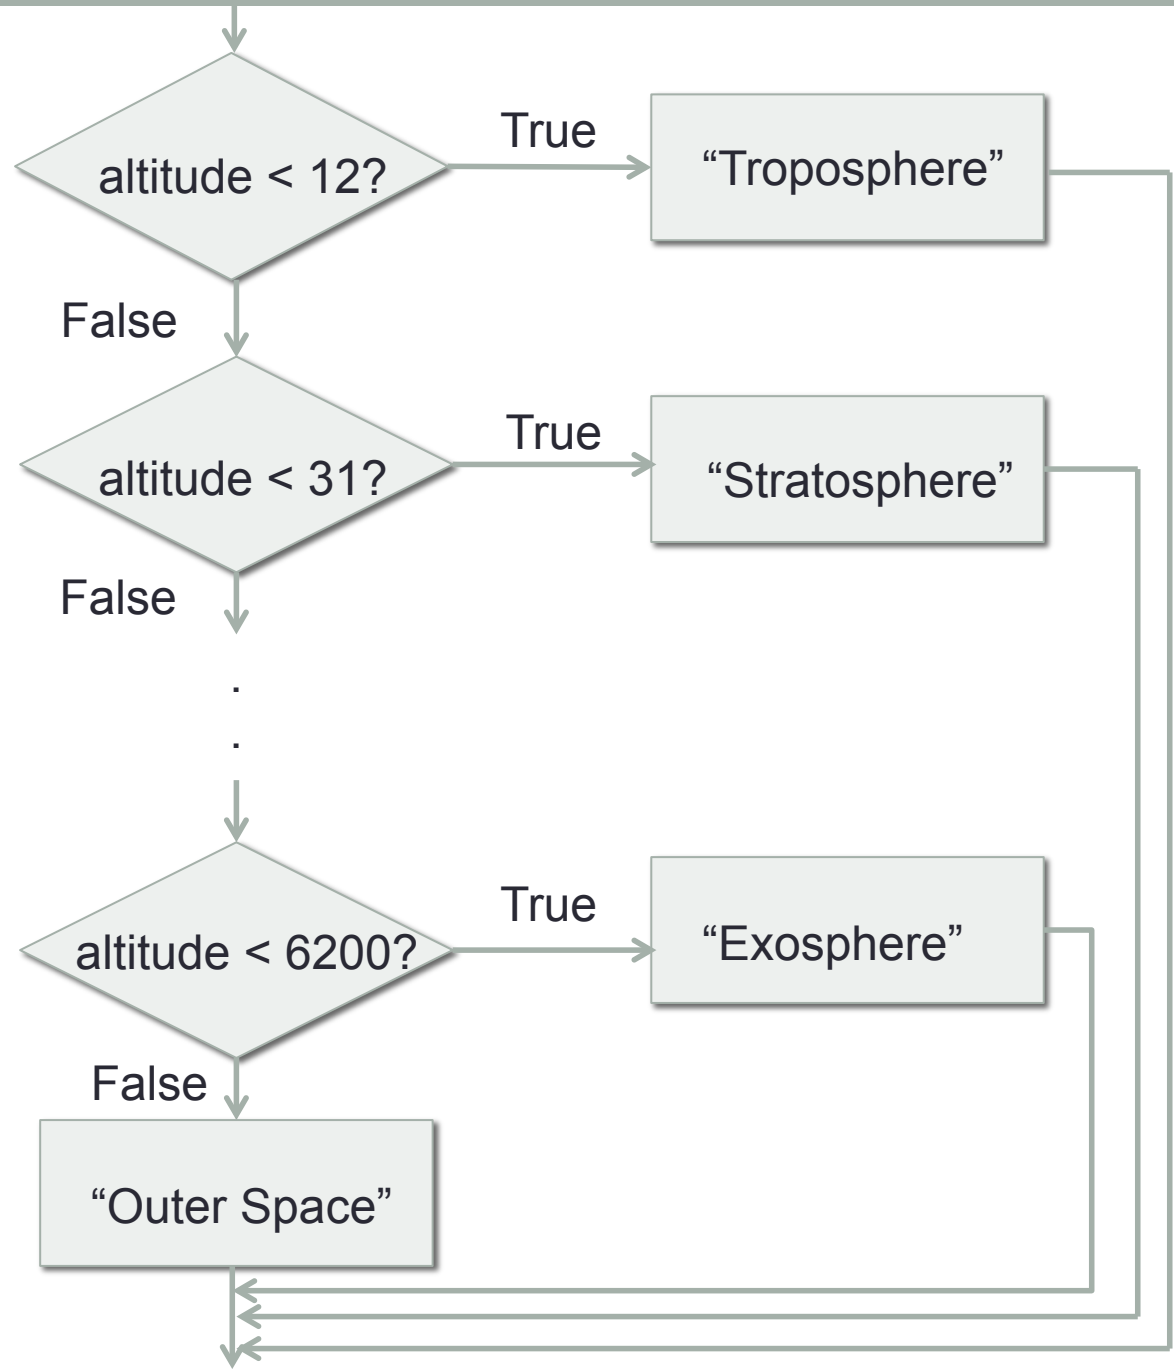 altitude < 12?
True
“Troposphere”
False
altitude < 31?
True
“Stratosphere”
False
.
.
altitude < 6200?
True
“Exosphere”
False
“Outer Space”